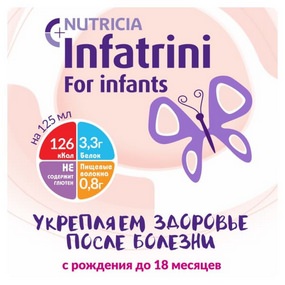 NUTRICIA
Infatrini
For infants
на 125 мл
126
кКал
3,3г
Белок
НЕ
СОДЕРЖИТ
ГЛЮТЕН
Пищевые
волокна
0,8г
УКРЕПЛЯЕМ ЗДОРОВЬЕ
ПОСЛЕ БОЛЕЗНИ
с рождения до 18 месяцев